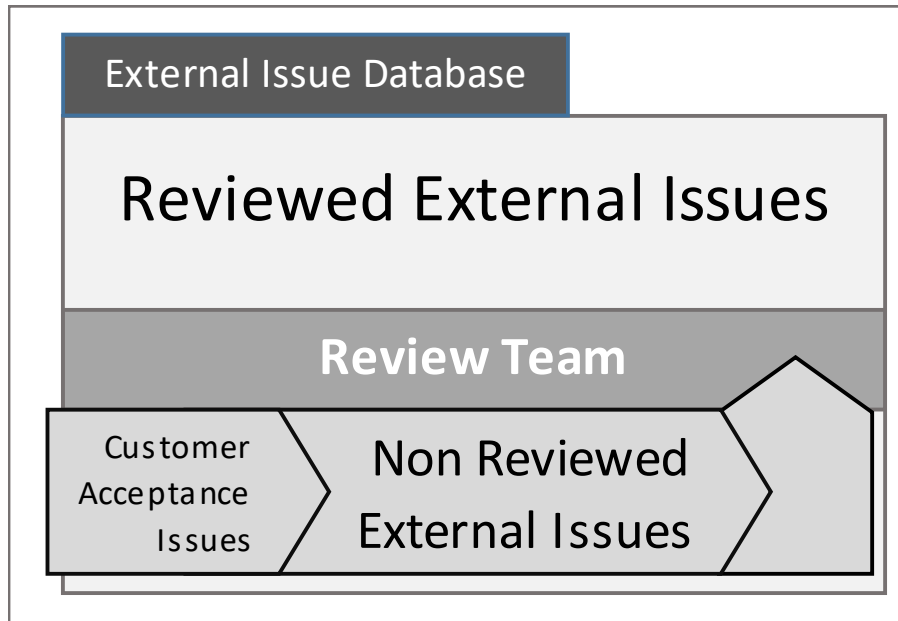 External Issue Database
Reviewed External Issues
Review Team
Customer
Acceptance
Issues
Non Reviewed
External Issues